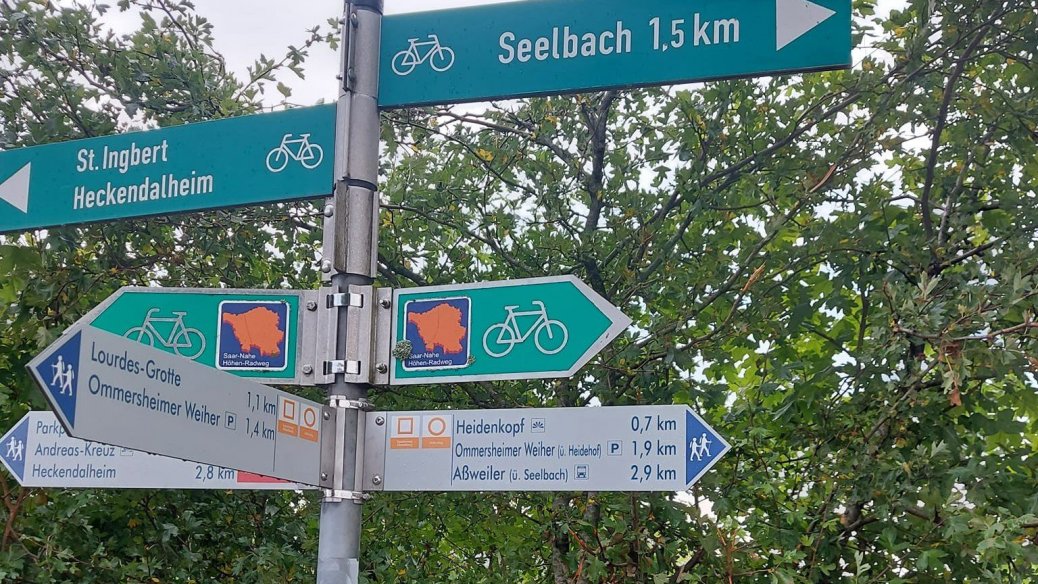 Seelbach 1,5 km
St. Ingbert
Heckendalheim
Saar-Nahe
Höhen-Radweg
Saar-Nahe
Höhen-Radweg
Lourdes-Grotte 1,1 km
Ommersheimer Weiher P 1,4 km
Andreas-Kreuz
Heckendalheim 2,8 km
Heidenkopf 0,7 km
Ommersheimer Weiher (ü. Heidehof) P 1,9 km
Aßweiler (ü. Seelbach) 2,9 km